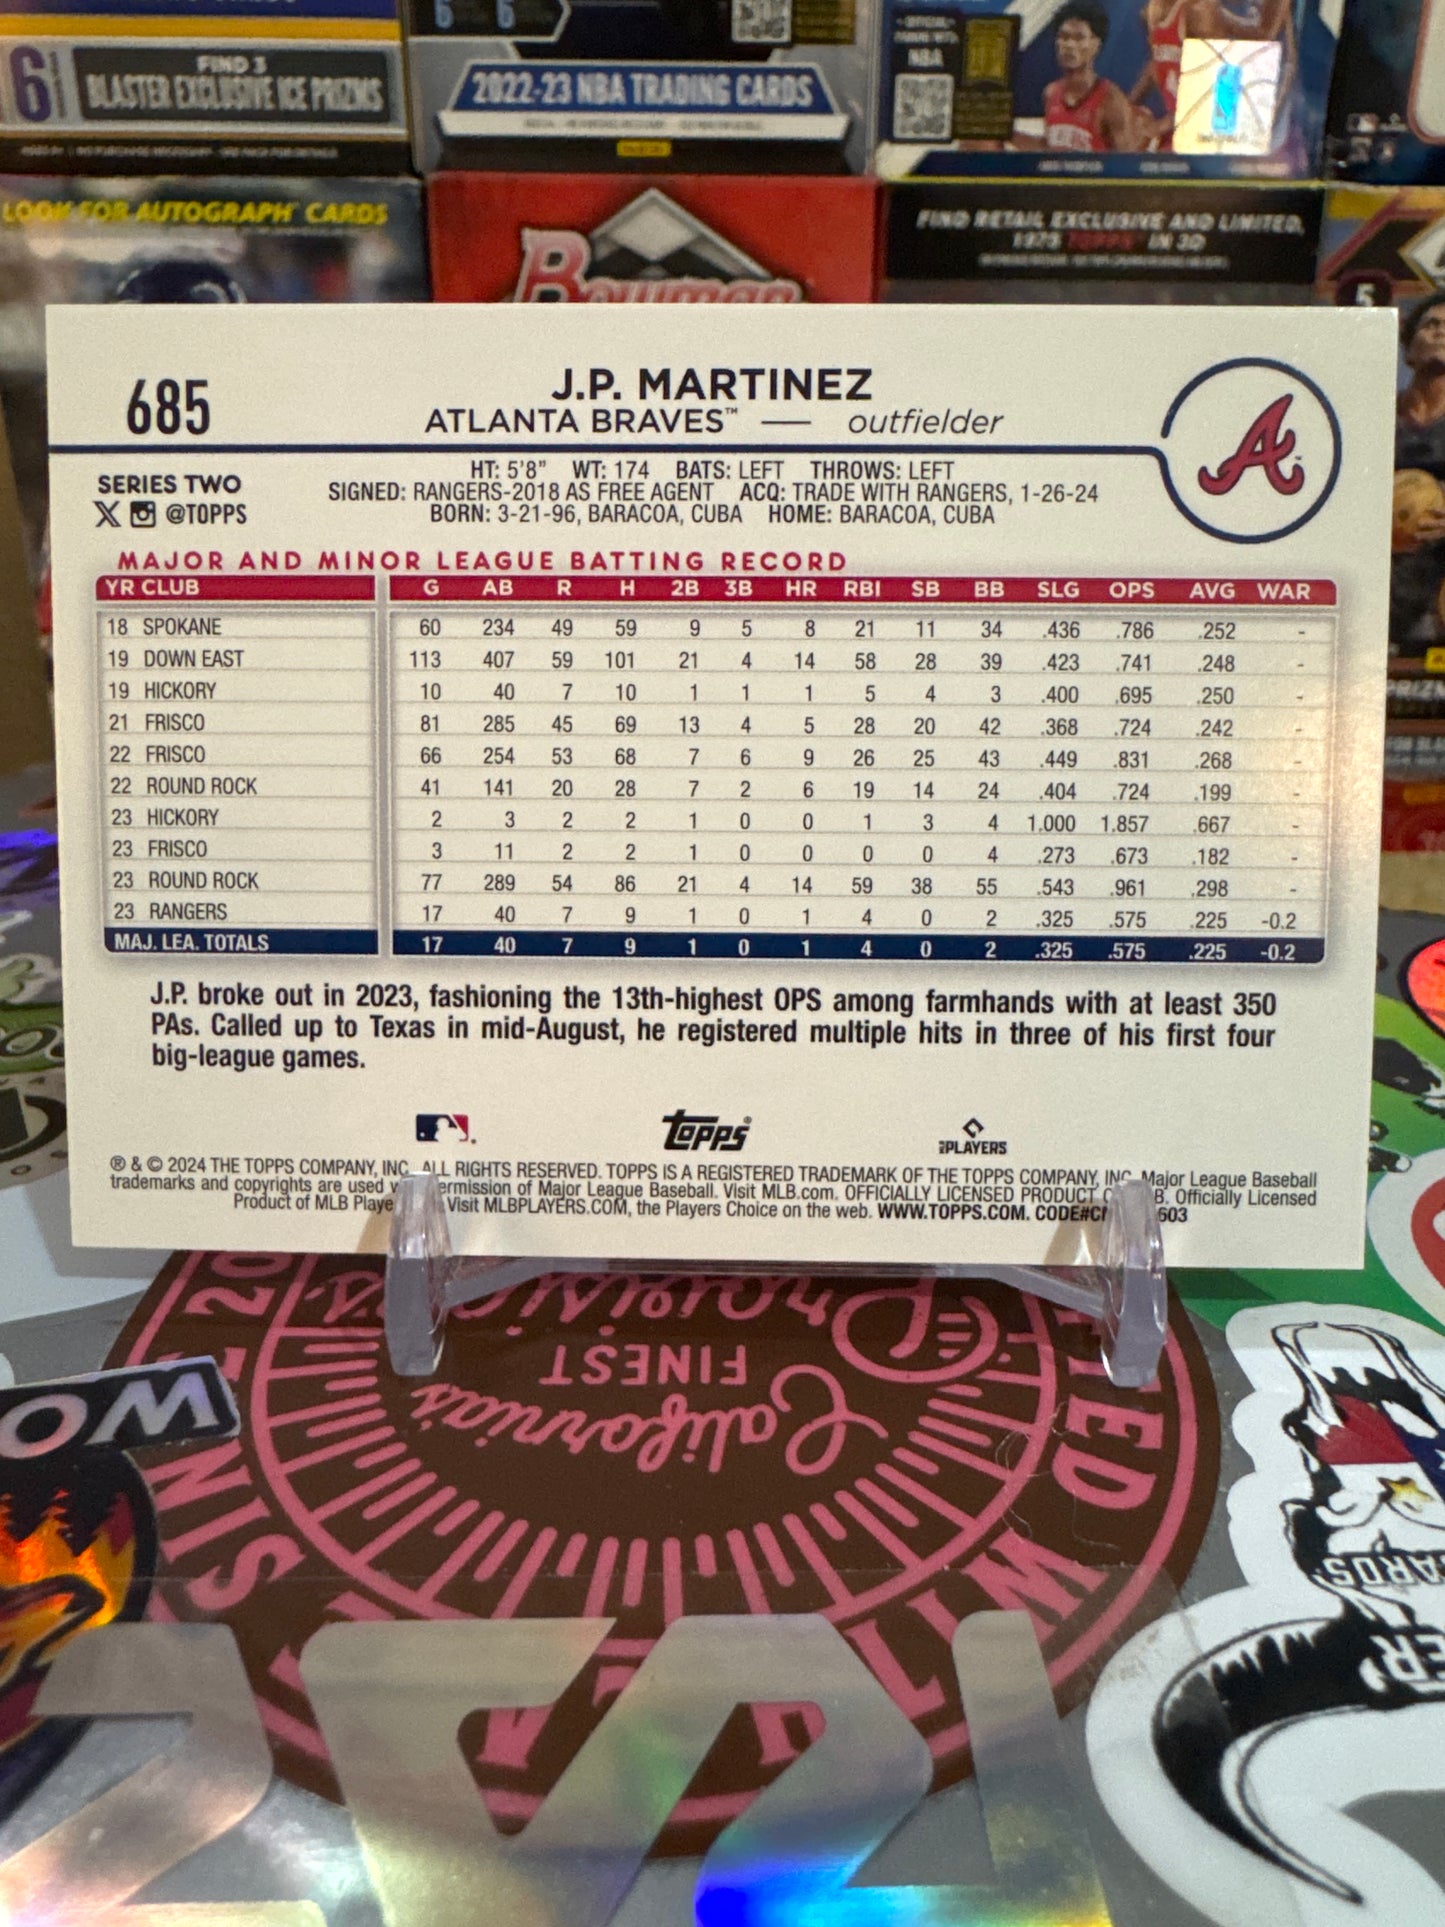 FIND 3
6 BLASTER EXCLUSIVE ICE PRIZMS
2022-23 NBA TRADING CARDS
PANINI
NBA
LOOK FOR AUTOGRAPH CARDS
Bowman
FIND RETAIL EXCLUSIVE AND LIMITED,
1975 TOPPS IN 3D
5
685
J.P. MARTINEZ
ATLANTA BRAVES™ — outfielder
A
SERIES TWO
X @TOPPS
HT: 5'8" WT: 174 BATS: LEFT THROWS: LEFT
SIGNED: RANGERS-2018 AS FREE AGENT ACQ: TRADE WITH RANGERS, 1-26-24
BORN: 3-21-96, BARACOA, CUBA HOME: BARACOA, CUBA
MAJOR AND MINOR LEAGUE BATTING RECORD
YR CLUB G AB R H 2B 3B HR RBI SB BB SLG OPS AVG WAR
18 SPOKANE 60 234 49 59 9 5 8 21 11 34 .436 .786 .252 -
19 DOWN EAST 113 407 59 101 21 4 14 58 28 39 .423 .741 .248 -
19 HICKORY 10 40 7 10 1 1 1 5 4 3 .400 .695 .250 -
21 FRISCO 81 285 45 69 13 4 5 28 20 42 .368 .724 .242 -
22 FRISCO 66 254 53 68 7 6 9 26 25 43 .449 .831 .268 -
22 ROUND ROCK 41 141 20 28 7 2 6 19 14 24 .404 .724 .199 -
23 HICKORY 2 3 2 2 1 0 0 1 3 4 1.000 1.857 .667 -
23 FRISCO 3 11 2 2 1 0 0 0 0 4 .273 .673 .182 -
23 ROUND ROCK 77 289 54 86 21 4 14 59 38 55 .543 .961 .298 -
23 RANGERS 17 40 7 9 1 0 1 4 0 2 .325 .575 .225 -0.2
MAJ. LEA. TOTALS 17 40 7 9 1 0 1 4 0 2 .325 .575 .225 -0.2
J.P. broke out in 2023, fashioning the 13th-highest OPS among farmhands with at least 350
PAs. Called up to Texas in mid-August, he registered multiple hits in three of his first four
big-league games.
TOPPS® PLAYERS
® & © 2024 THE TOPPS COMPANY, INC. ALL RIGHTS RESERVED. TOPPS IS A REGISTERED TRADEMARK OF THE TOPPS COMPANY, INC. Major League Baseball
trademarks and copyrights are used permission of Major League Baseball. Visit MLB.com. OFFICIALLY LICENSED PRODUCT Officially Licensed
Product of MLB Visit MLBPLAYERS.COM, the Players Choice on the web. WWW.TOPPS.COM. 603
FINEST
California's
WO